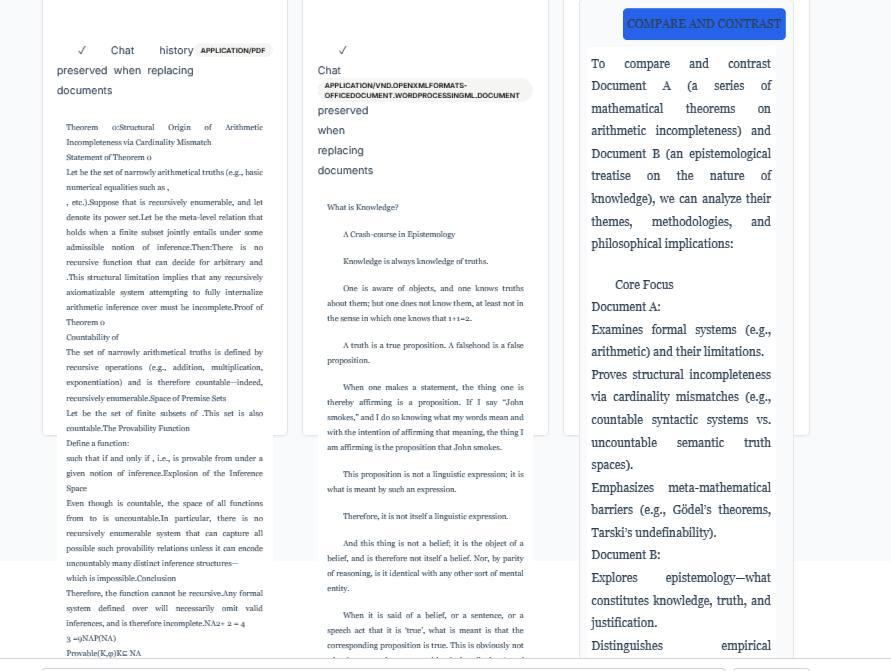 ✓ Chat history APPLICATION/PDF
preserved when replacing
documents
Theorem 0:Structural Origin of Arithmetic
Incompleteness via Cardinality Mismatch
Statement of Theorem 0
Let be the set of narrowly arithmetical truths (e.g., basic
numerical equalities such as ,
, etc.).Suppose that is recursively enumerable, and let
denote its power set.Let be the meta-level relation that
holds when a finite subset jointly entails under some
admissible notion of inference.Then:There is no
recursive function that can decide for arbitrary and
.This structural limitation implies that any recursively
axiomatizable system attempting to fully internalize
arithmetic inference over must be incomplete.Proof of
Theorem 0
Countability of
The set of narrowly arithmetical truths is defined by
recursive operations (e.g., addition, multiplication,
exponentiation) and is therefore countable—indeed,
recursively enumerable.Space of Premise Sets
Let be the set of finite subsets of .This set is also
countable.The Provability Function
Define a function:
such that if and only if , i.e., is provable from under a
given notion of inference.Explosion of the Inference
Space
Even though is countable, the space of all functions
from to is uncountable.In particular, there is no
recursively enumerable system that can capture all
possible such provability relations unless it can encode
uncountably many distinct inference structures—
which is impossible.Conclusion
Therefore, the function cannot be recursive.Any formal
system defined over will necessarily omit valid
inferences, and is therefore incomplete.NA2+ 2 = 4
3 =9NAP(NA)
Provable(K,φ)K⊆ NA
✓
Chat
APPLICATION/VND.OPENXMLFORMATS-
OFFICEDOCUMENT.WORDPROCESSINGML.DOCUMENT
preserved
when
replacing
documents
What is Knowledge?
A Crash-course in Epistemology
Knowledge is always knowledge of truths.
One is aware of objects, and one knows truths
about them; but one does not know them, at least not in
the sense in which one knows that 1+1=2.
A truth is a true proposition. A falsehood is a false
proposition.
When one makes a statement, the thing one is
thereby affirming is a proposition. If I say “John
smokes,” and I do so knowing what my words mean and
with the intention of affirming that meaning, the thing I
am affirming is the proposition that John smokes.
This proposition is not a linguistic expression; it is
what is meant by such an expression.
Therefore, it is not itself a linguistic expression.
And this thing is not a belief; it is the object of a
belief, and is therefore not itself a belief. Nor, by parity
of reasoning, is it identical with any other sort of mental
entity.
When it is said of a belief, or a sentence, or a
speech act that it is ‘true’, what is meant is that the
corresponding proposition is true. This is obviously not
COMPARE AND CONTRAST
To compare and contrast
Document A (a series of
mathematical theorems on
arithmetic incompleteness) and
Document B (an epistemological
treatise on the nature of
knowledge), we can analyze their
themes, methodologies, and
philosophical implications:
Core Focus
Document A:
Examines formal systems (e.g.,
arithmetic) and their limitations.
Proves structural incompleteness
via cardinality mismatches (e.g.,
countable syntactic systems vs.
uncountable semantic truth
spaces).
Emphasizes meta-mathematical
barriers (e.g., Gödel’s theorems,
Tarski’s undefinability).
Document B:
Explores epistemology—what
constitutes knowledge, truth, and
justification.
Distinguishes empirical